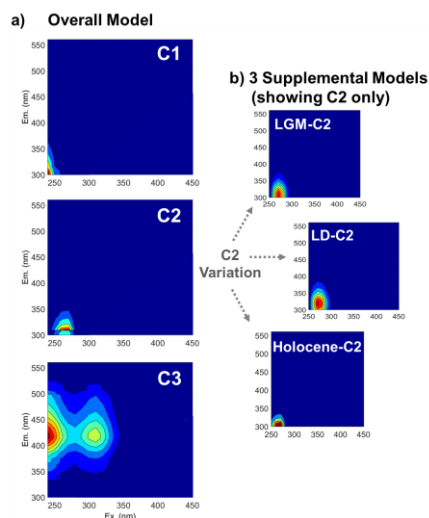 a) Overall Model
550
500
450
400
350
300
Em. (nm)
C1
250 300 350 400 450
550
500
450
400
350
300
Em. (nm)
C2
250 300 350 400 450
550
500
450
400
350
300
Em. (nm)
C3
250 300 350 400 450
Ex. (nm)
C2
Variation
b) 3 Supplemental Models
(showing C2 only)
LGM-C2
550
500
450
400
350
300
250 300 350 400 450
LD-C2
550
500
450
400
350
300
250 300 350 400 450
Holocene-C2
550
500
450
400
350
300
250 300 350 400 450